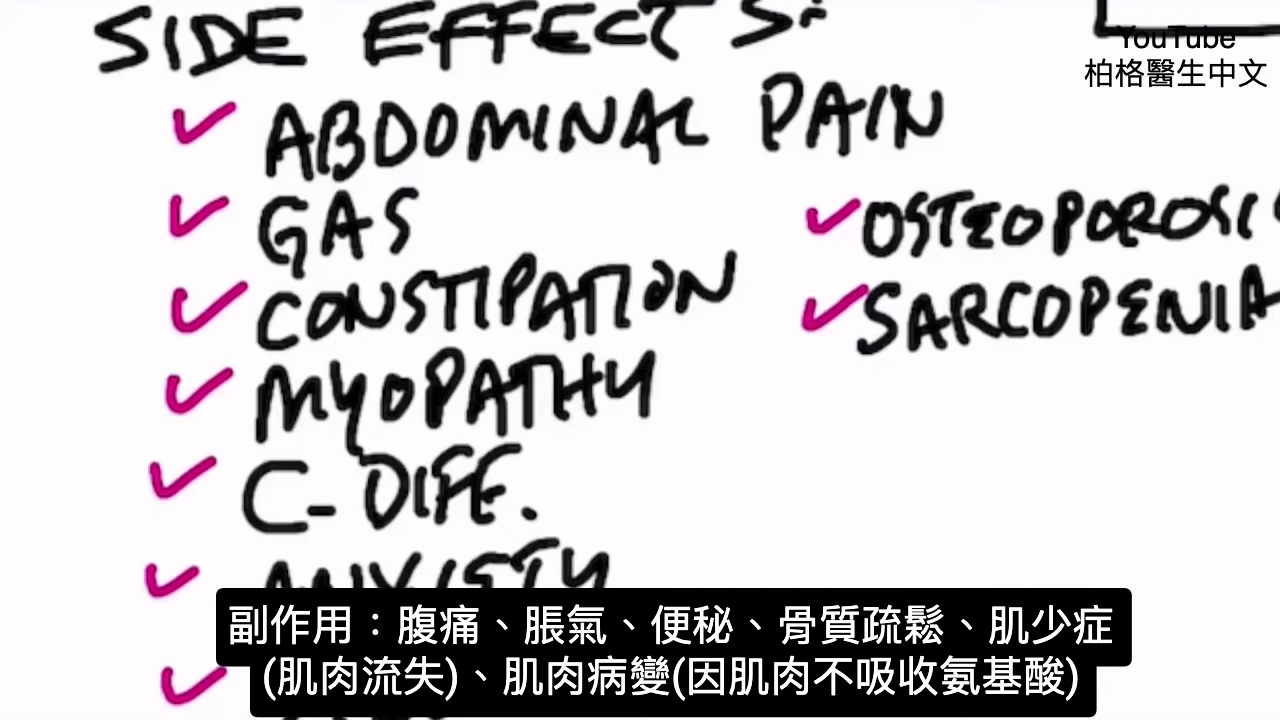 SIDE EFFECTS:
YouTube
柏格醫生中文
ABDOMINAL PAIN
GAS
OSTEOPOROSI
CONSTIPATION
SARCOPENIA
MYOPATHY
C-DIFF.
ANXIETY
副作用：腹痛、脹氣、便秘、骨質疏鬆、肌少症
(肌肉流失)、肌肉病變(因肌肉不吸收氨基酸)